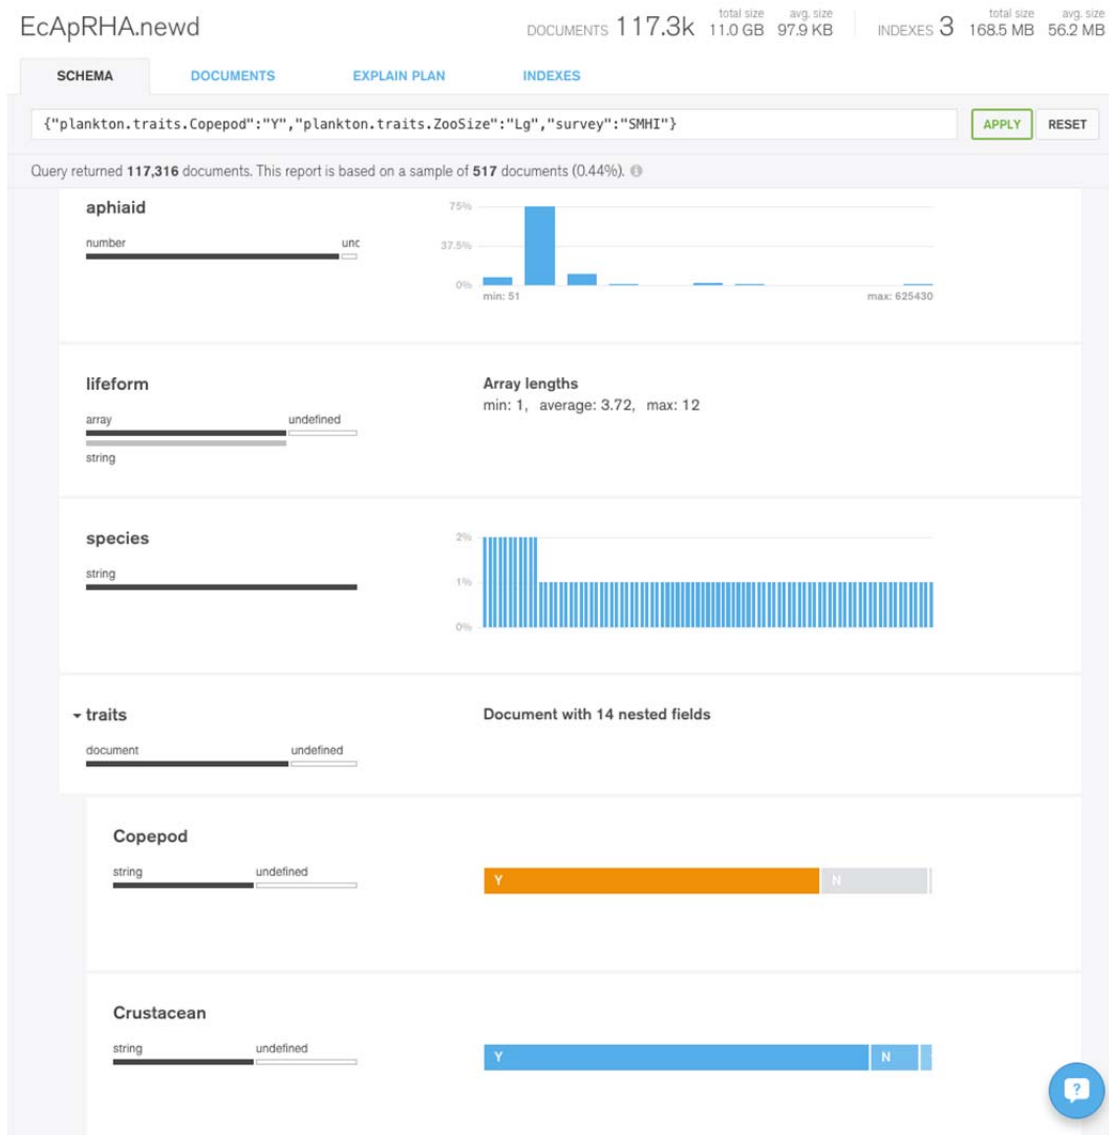 EcApRHA.newd
DOCUMENTS 117.3k total size 11.0 GB avg. size 97.9 KB INDEXES 3 total size 168.5 MB avg. size 56.2 MB
SCHEMA DOCUMENTS EXPLAIN PLAN INDEXES
{"plankton.traits.Copepod":"Y","plankton.traits.ZooSize":"Lg","survey":"SMHI"} APPLY RESET
Query returned 117,316 documents. This report is based on a sample of 517 documents (0.44%).
aphiaid
number unc
75%
37.5%
0%
min: 51 max: 625430
lifeform
array undefined
string
Array lengths
min: 1, average: 3.72, max: 12
species
string
2%
1%
0%
traits
document undefined
Document with 14 nested fields
Copepod
string undefined
Y N
Crustacean
string undefined
Y N
?